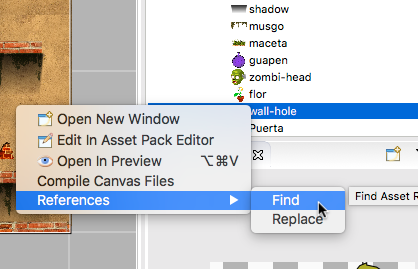 shadow
musgo
maceta
guapen
zombi-head
flor
wall-hole
Puerta
Open New Window
Edit In Asset Pack Editor
Open In Preview ⌥⌘V
Compile Canvas Files
References ▶
Find
Replace
Find Asset R